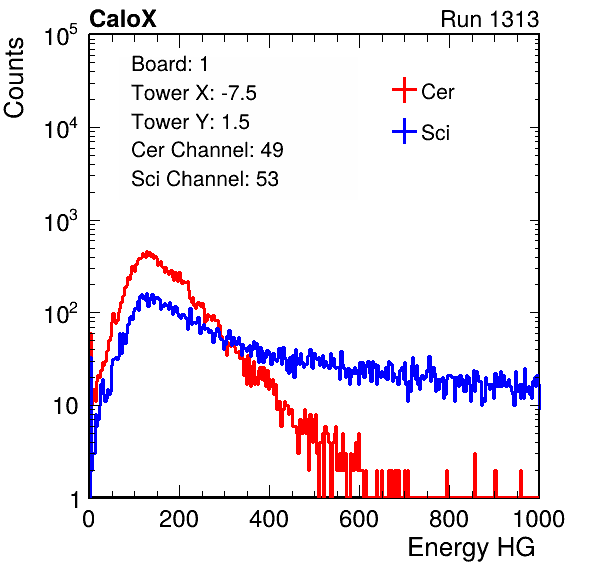 CaloX Run 1313
Counts
Board: 1
Tower X: -7.5
Tower Y: 1.5
Cer Channel: 49
Sci Channel: 53
Cer
Sci
10^5
10^4
10^3
10^2
10
1
0 200 400 600 800 1000
Energy HG